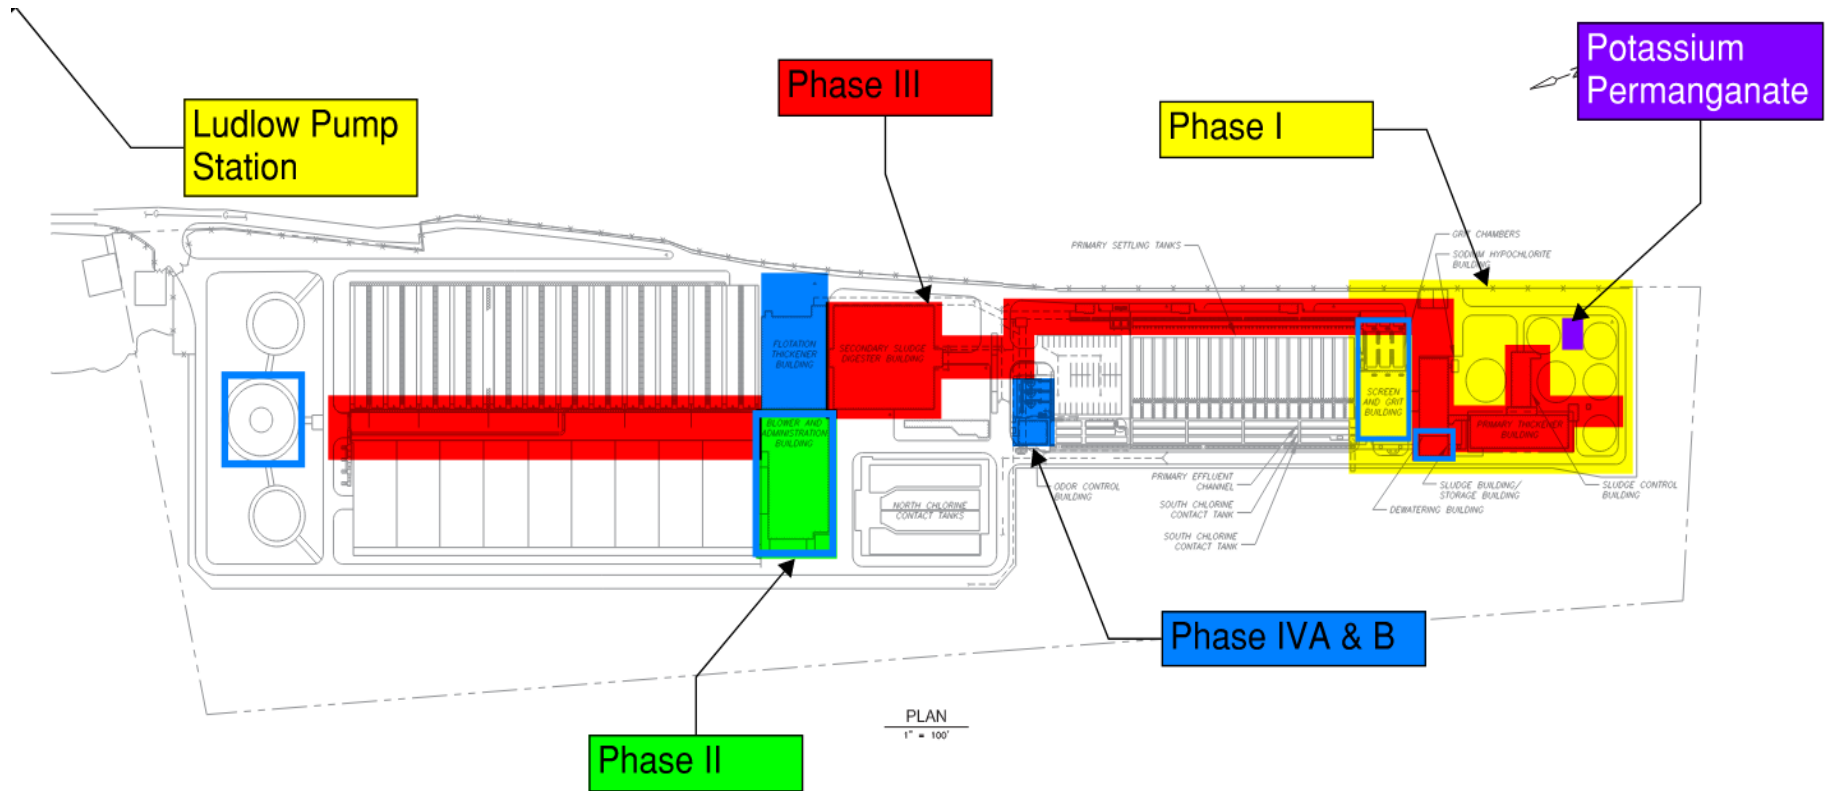 Potassium
Permanganate
Phase III
Phase I
Ludlow Pump
Station
GRIT CHAMBERS
PRIMARY SETTLING TANKS
SODIUM HYPOCHLORITE
BUILDING
FLOTATION
THICKENER
BUILDING
SECONDARY SLUDGE
DIGESTER BUILDING
SCREEN
AND GRIT
BUILDING
BLOWER AND
ADMINISTRATION
BUILDING
PRIMARY THICKENER
BUILDING
PRIMARY EFFLUENT
CHANNEL
ODOR CONTROL
BUILDING
SLUDGE BUILDING/
STORAGE BUILDING
SLUDGE CONTROL
BUILDING
NORTH CHLORINE
CONTACT TANKS
SOUTH CHLORINE
CONTACT TANK
DEWATERING BUILDING
SOUTH CHLORINE
CONTACT TANK
Phase IVA & B
PLAN
1" = 100'
Phase II